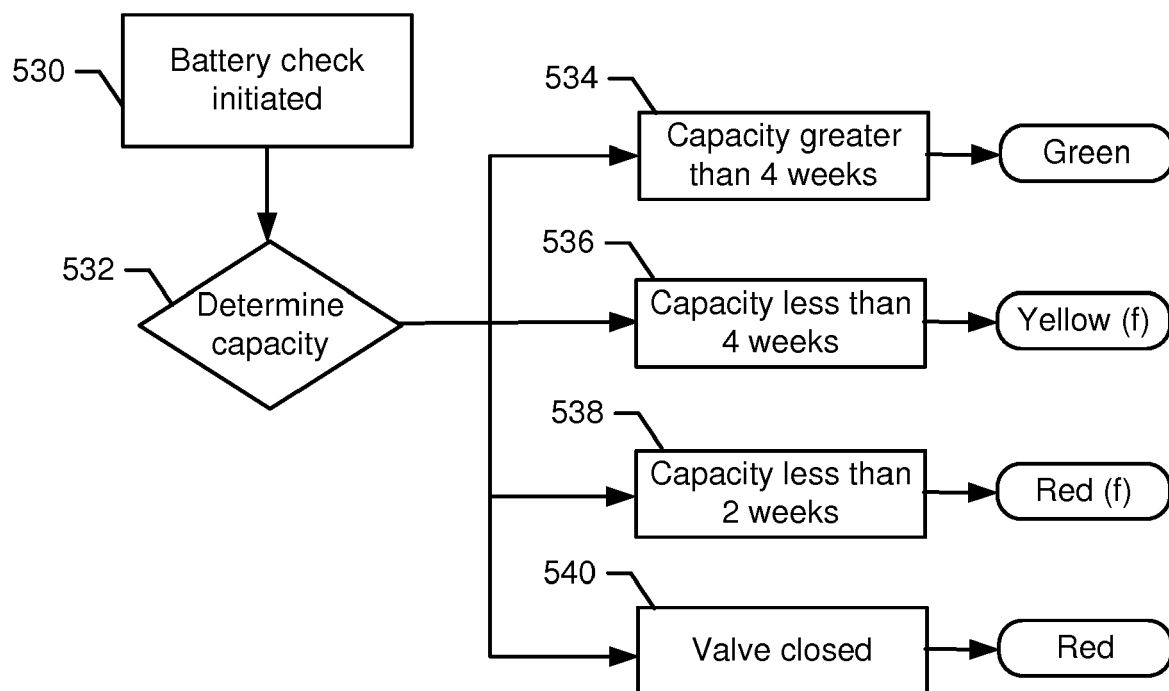 530
Battery check
initiated
532
Determine
capacity
534
Capacity greater
than 4 weeks
Green
536
Capacity less than
4 weeks
Yellow (f)
538
Capacity less than
2 weeks
Red (f)
540
Valve closed
Red